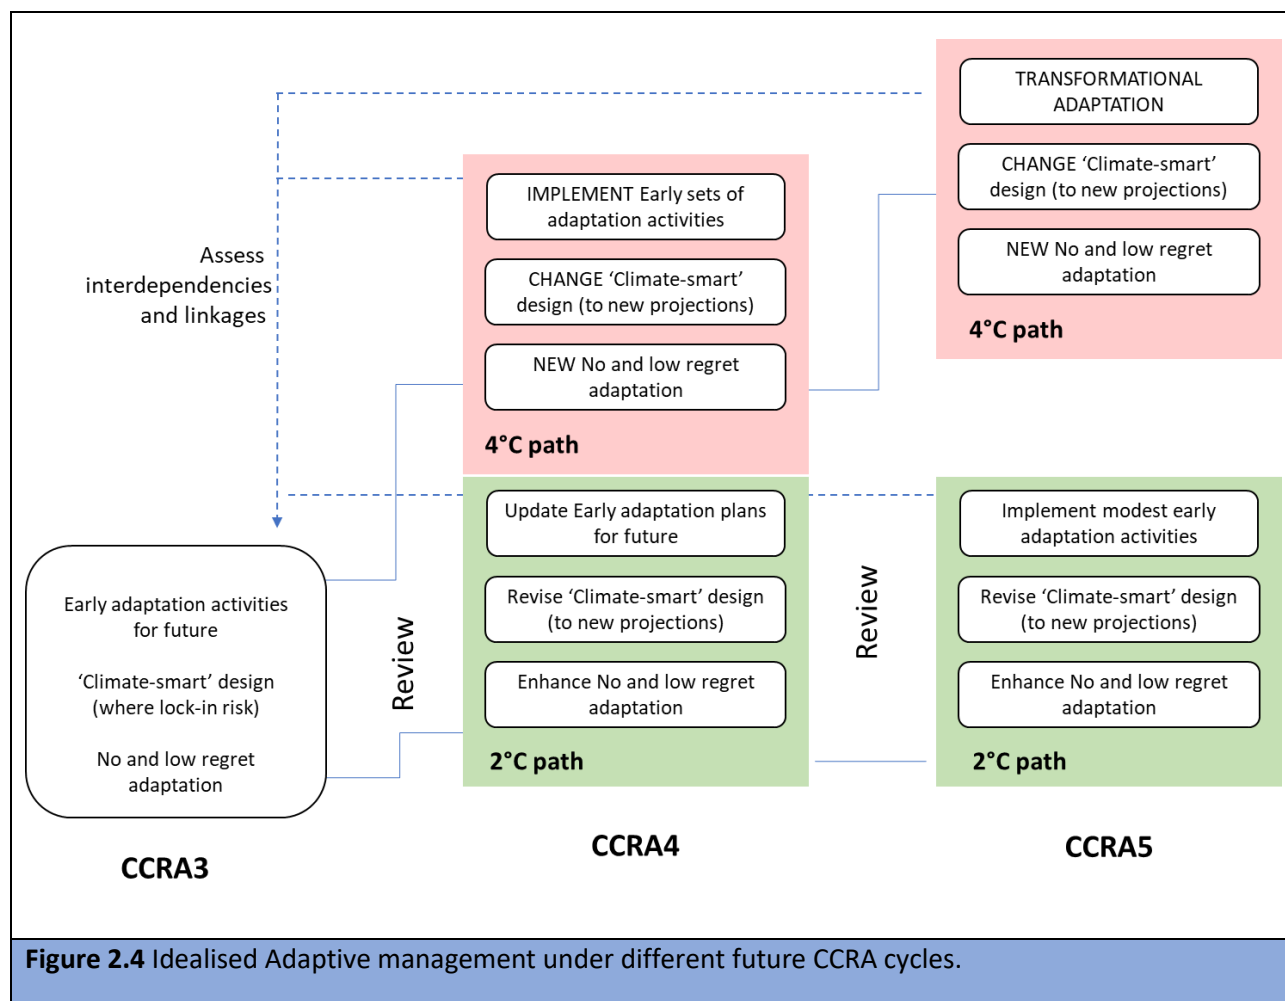 TRANSFORMATIONAL
ADAPTATION
CHANGE ‘Climate-smart’
design (to new projections)
NEW No and low regret
adaptation
4°C path
IMPLEMENT Early sets of
adaptation activities
CHANGE ‘Climate-smart’
design (to new projections)
NEW No and low regret
adaptation
4°C path
Assess
interdependencies
and linkages
Early adaptation activities
for future
‘Climate-smart’ design
(where lock-in risk)
No and low regret
adaptation
CCRA3
Review
Update Early adaptation plans
for future
Revise ‘Climate-smart’ design
(to new projections)
Enhance No and low regret
adaptation
2°C path
CCRA4
Review
Implement modest early
adaptation activities
Revise ‘Climate-smart’ design
(to new projections)
Enhance No and low regret
adaptation
2°C path
CCRA5
Figure 2.4 Idealised Adaptive management under different future CCRA cycles.